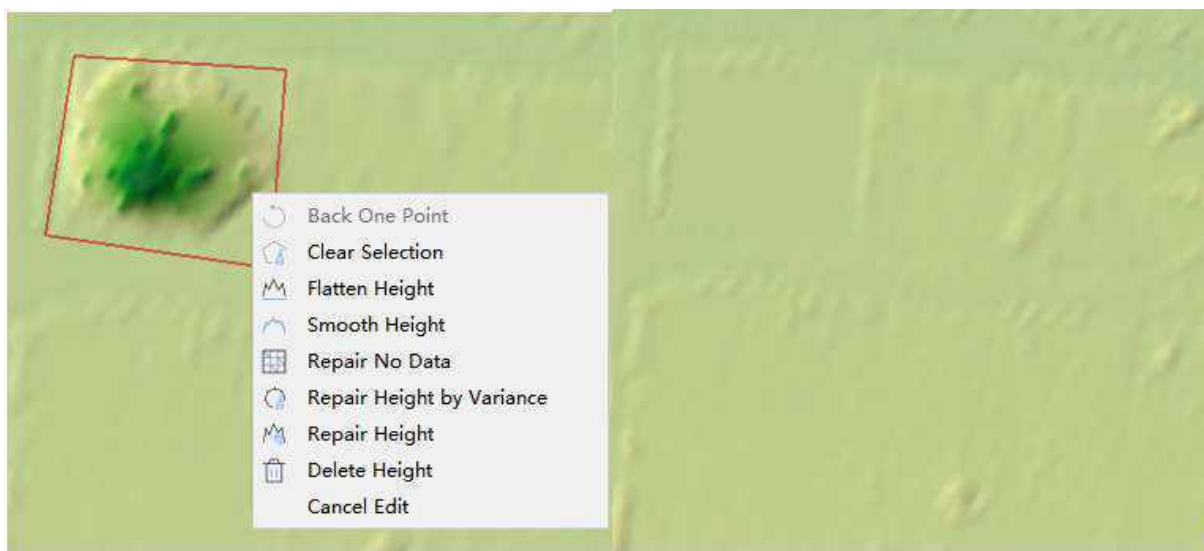 Back One Point
Clear Selection
Flatten Height
Smooth Height
Repair No Data
Repair Height by Variance
Repair Height
Delete Height
Cancel Edit